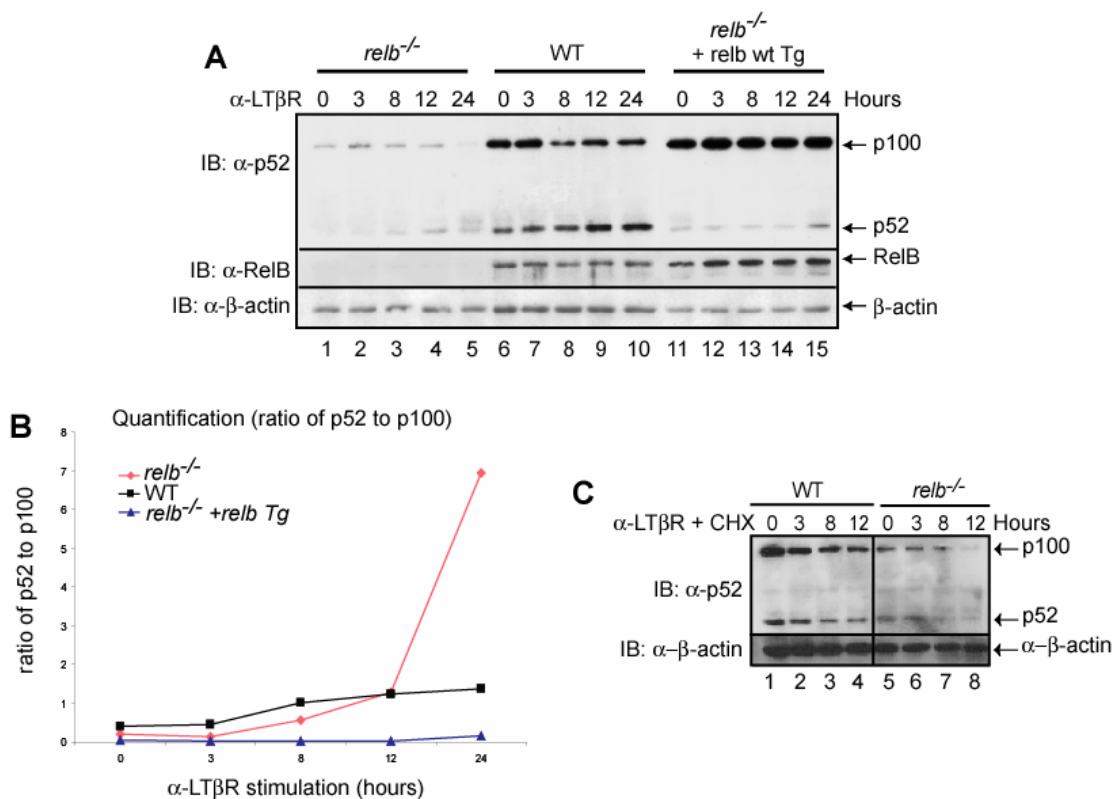 A
relb-/- WT relb-/- + relb wt Tg
α-LTβR 0 3 8 12 24 0 3 8 12 24 0 3 8 12 24 Hours
IB: α-p52
p100
p52
IB: α-RelB
RelB
IB: α-β-actin
β-actin
1 2 3 4 5 6 7 8 9 10 11 12 13 14 15
B
Quantification (ratio of p52 to p100)
relb-/-
WT
relb-/- +relb Tg
ratio of p52 to p100
8
7
6
5
4
3
2
1
0
0 3 8 12 24
α-LTβR stimulation (hours)
C
WT relb-/-
α-LTβR + CHX 0 3 8 12 0 3 8 12 Hours
IB: α-p52
p100
p52
IB: α-β-actin
α-β-actin
1 2 3 4 5 6 7 8